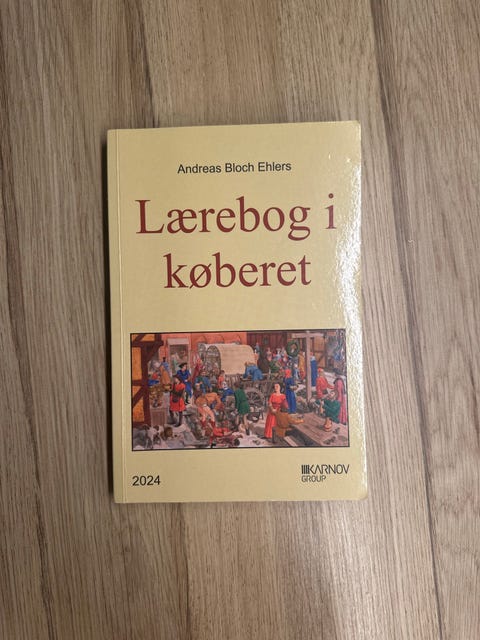 Andreas Bloch Ehlers
Lærebog i
køberet
2024
KARNOV
GROUP